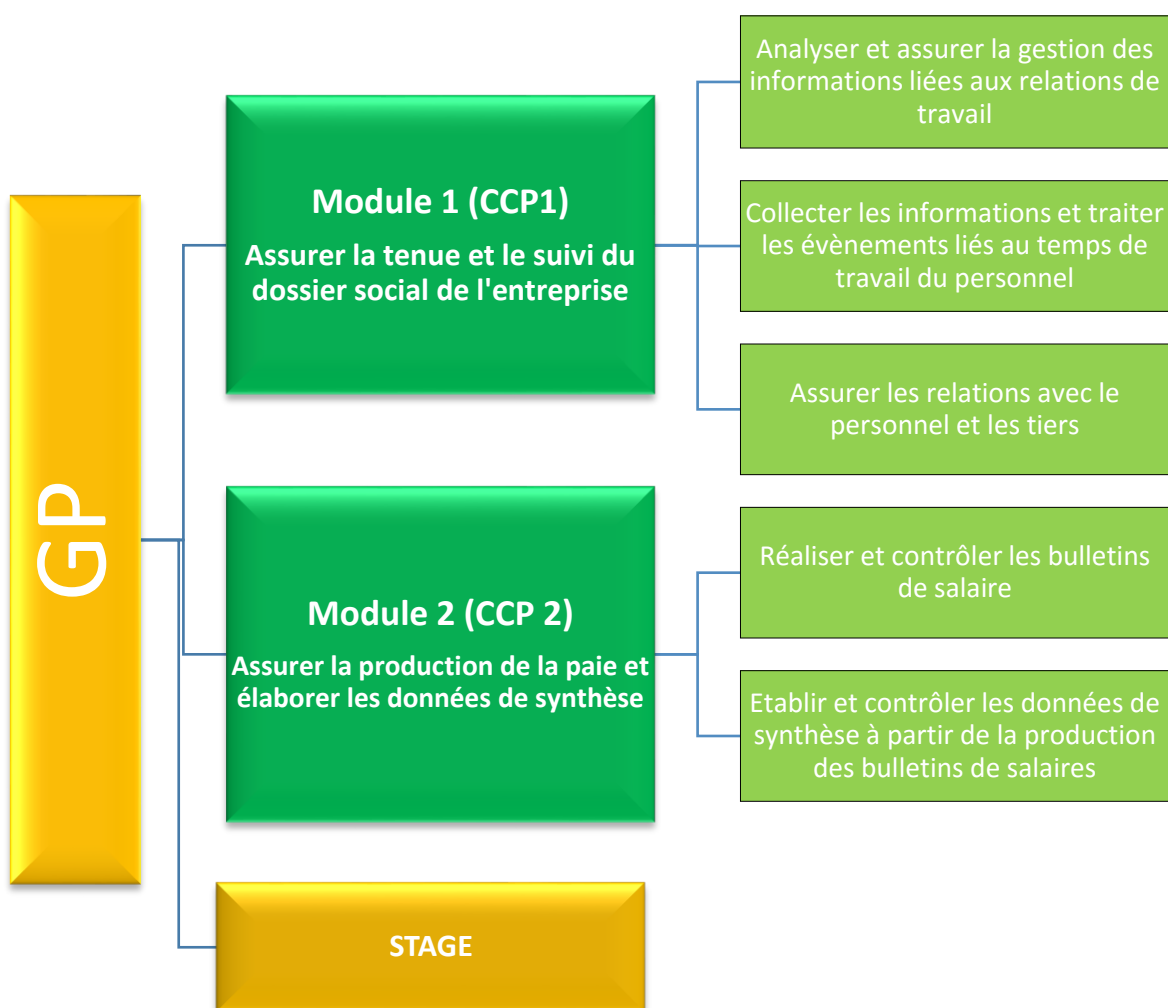 GP
Module 1 (CCP1)
Assurer la tenue et le suivi du
dossier social de l'entreprise
Analyser et assurer la gestion des
informations liées aux relations de
travail
Collecter les informations et traiter
les évènements liés au temps de
travail du personnel
Assurer les relations avec le
personnel et les tiers
Module 2 (CCP 2)
Assurer la production de la paie et
élaborer les données de synthèse
Réaliser et contrôler les bulletins
de salaire
Etablir et contrôler les données de
synthèse à partir de la production
des bulletins de salaires
STAGE